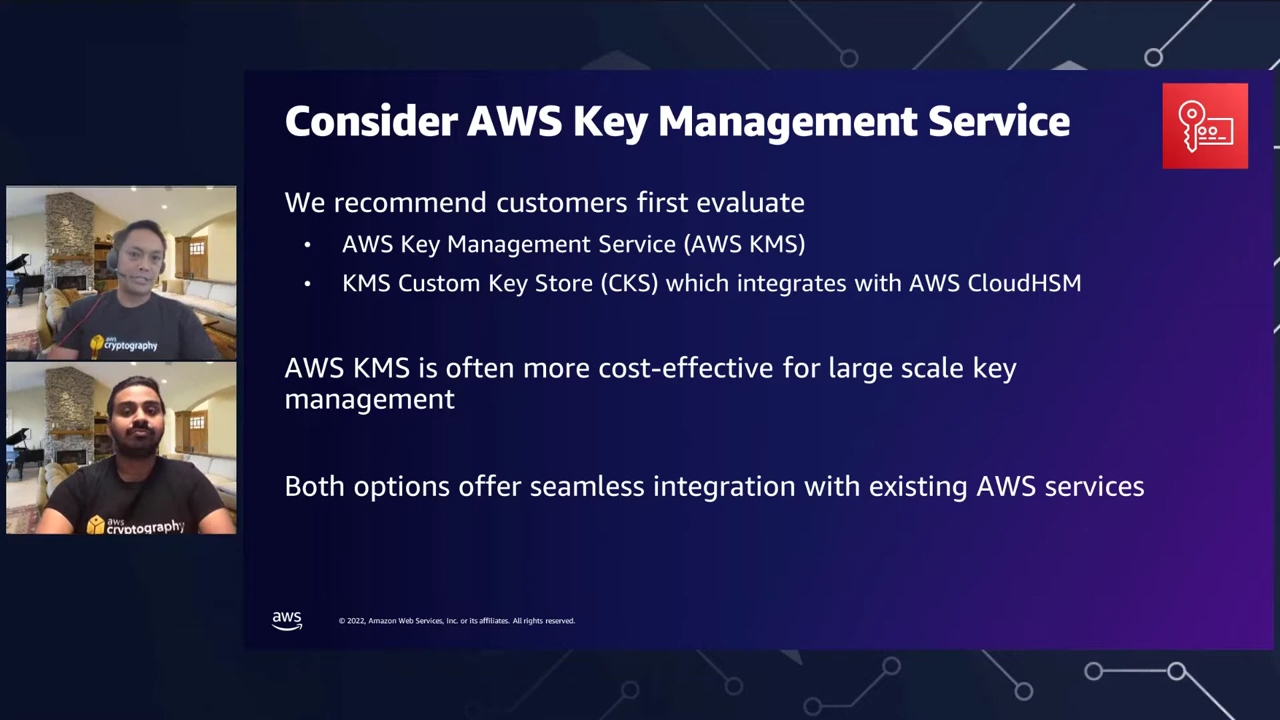 Consider AWS Key Management Service
We recommend customers first evaluate
• AWS Key Management Service (AWS KMS)
• KMS Custom Key Store (CKS) which integrates with AWS CloudHSM
AWS KMS is often more cost-effective for large scale key
management
Both options offer seamless integration with existing AWS services
aws
© 2022, Amazon Web Services, Inc. or its affiliates. All rights reserved.
aws
cryptography
aws
cryptography